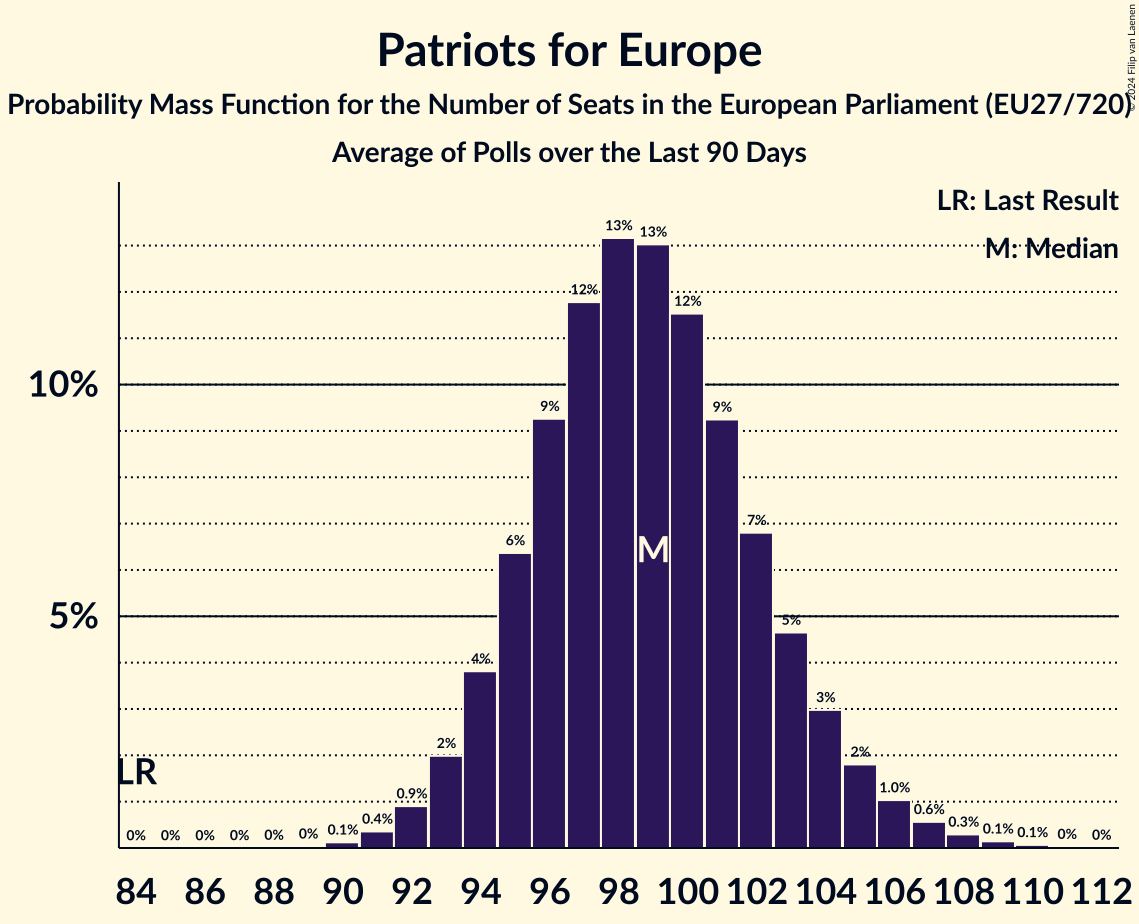 Patriots for Europe
Probability Mass Function for the Number of Seats in the European Parliament (EU27/720)
Average of Polls over the Last 90 Days
© 2024 Filip van Laenen
LR: Last Result
M: Median
10%
5%
LR
M
0% 0% 0% 0% 0% 0% 0.1% 0.4% 0.9% 2% 4% 6% 9% 12% 13% 13% 12% 9% 7% 5% 3% 2% 1.0% 0.6% 0.3% 0.1% 0.1% 0% 0%
84 86 88 90 92 94 96 98 100 102 104 106 108 110 112